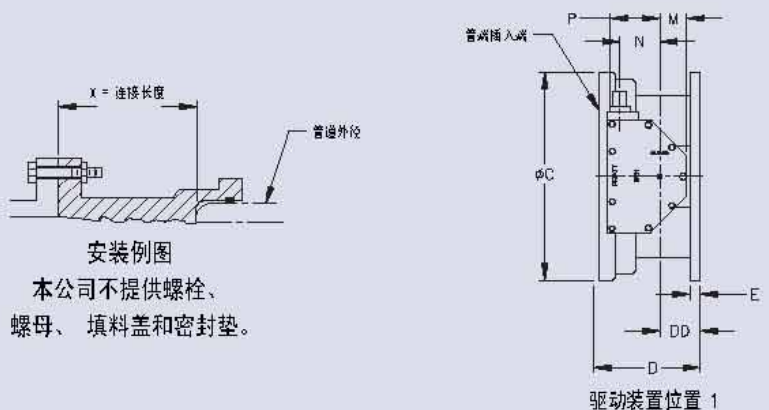 X = 连接长度
管道外径
安装例图
本公司不提供螺栓、
螺母、 填料盖和密封垫。
P
M
N
管端插入端
φC
E
DD
D
驱动装置位置 1